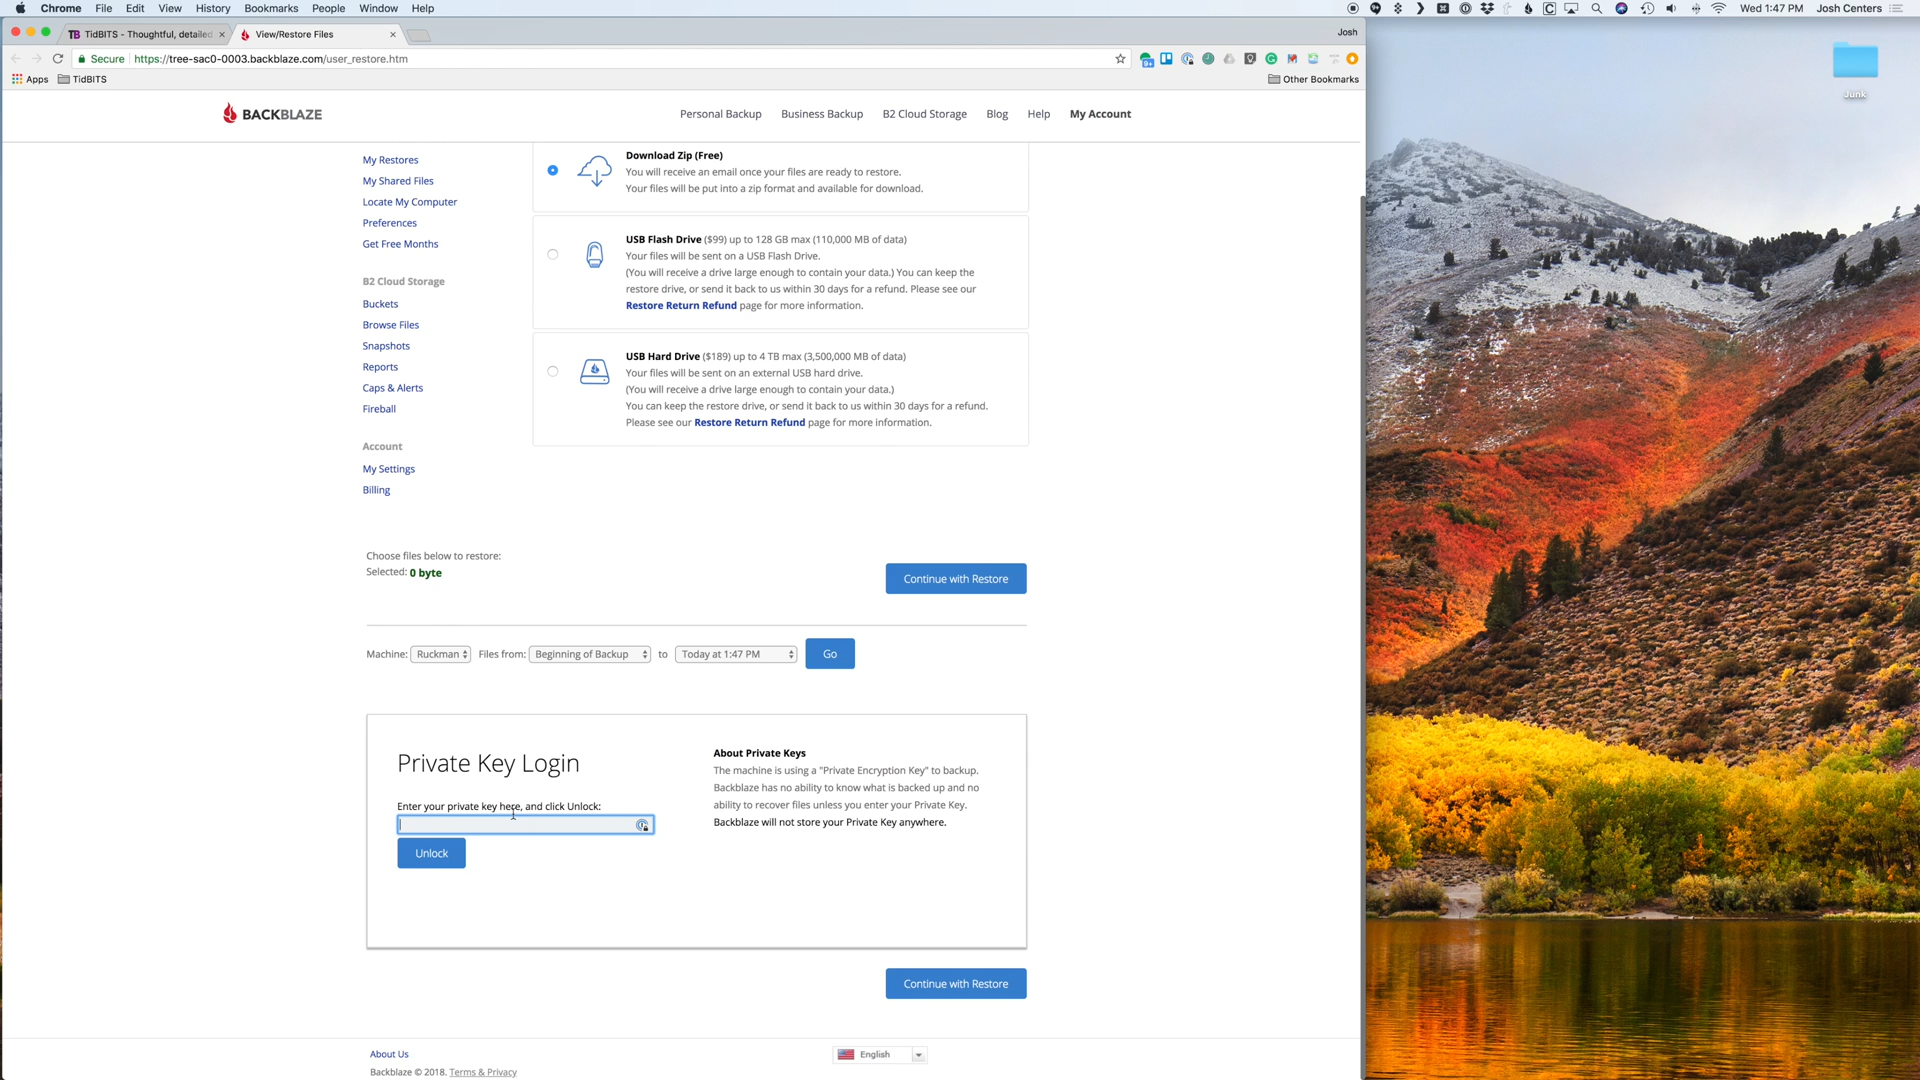 Chrome File Edit View History Bookmarks People Window Help
Wed 1:47 PM Josh Centers
TidBITS - Thoughtful, detailed
View/Restore Files
Josh
Secure https://tree-sac0-0003.backblaze.com/user_restore.htm
Apps TidBITS
Other Bookmarks
Junk
BACKBLAZE
Personal Backup Business Backup B2 Cloud Storage Blog Help My Account
My Restores
My Shared Files
Locate My Computer
Preferences
Get Free Months
B2 Cloud Storage
Buckets
Browse Files
Snapshots
Reports
Caps & Alerts
Fireball
Account
My Settings
Billing
Download Zip (Free)
You will receive an email once your files are ready to restore.
Your files will be put into a zip format and available for download.
USB Flash Drive ($99) up to 128 GB max (110,000 MB of data)
Your files will be sent on a USB Flash Drive.
(You will receive a drive large enough to contain your data.) You can keep the
restore drive, or send it back to us within 30 days for a refund. Please see our
Restore Return Refund page for more information.
USB Hard Drive ($189) up to 4 TB max (3,500,000 MB of data)
Your files will be sent on an external USB hard drive.
(You will receive a drive large enough to contain your data.)
You can keep the restore drive, or send it back to us within 30 days for a refund.
Please see our Restore Return Refund page for more information.
Choose files below to restore:
Selected: 0 byte
Continue with Restore
Machine: Ruckman Files from: Beginning of Backup to Today at 1:47 PM Go
Private Key Login
Enter your private key here, and click Unlock:
Unlock
About Private Keys
The machine is using a "Private Encryption Key" to backup.
Backblaze has no ability to know what is backed up and no
ability to recover files unless you enter your Private Key.
Backblaze will not store your Private Key anywhere.
Continue with Restore
About Us
English
Backblaze © 2018. Terms & Privacy